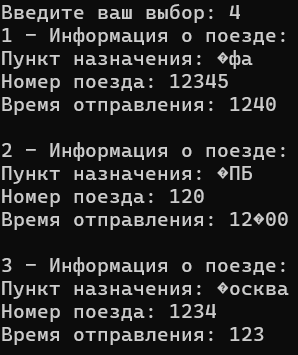 Введите ваш выбор: 4
1 – Информация о поезде:
Пункт назначения: �фа
Номер поезда: 12345
Время отправления: 1240
2 – Информация о поезде:
Пункт назначения: �ПБ
Номер поезда: 120
Время отправления: 12�00
3 – Информация о поезде:
Пункт назначения: �осква
Номер поезда: 1234
Время отправления: 123